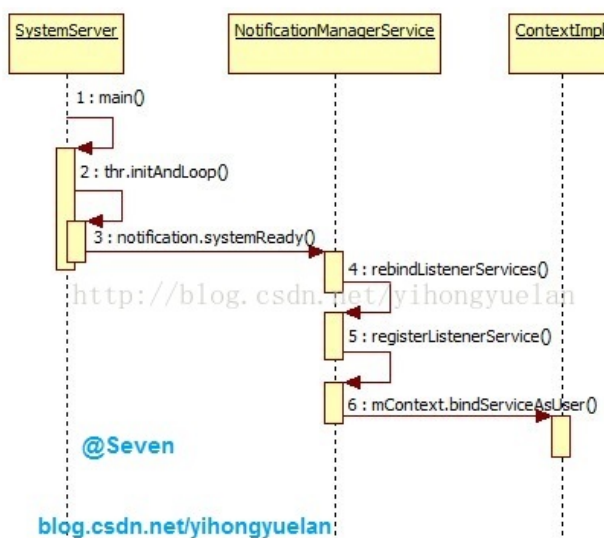 SystemServer
NotificationManagerService
ContextImpl
1 : main()
2 : thr.initAndLoop()
3 : notification.systemReady()
4 : rebindListenerServices()
http://blog.csdn.net/yihongyuelan
5 : registerListenerService()
6 : mContext.bindServiceAsUser()
@Seven
blog.csdn.net/yihongyuelan